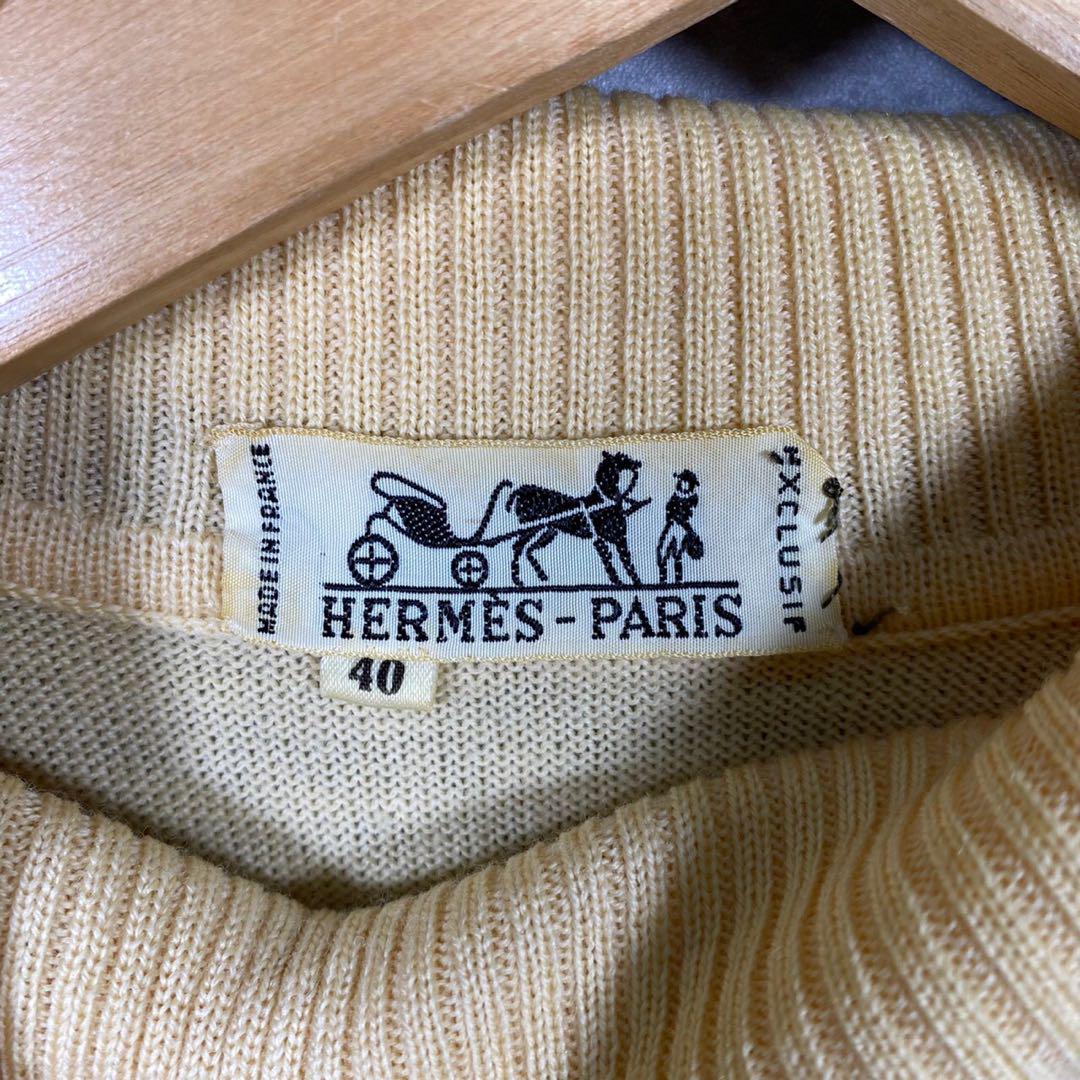 MADE IN FRANCE
HERMÈS-PARIS
EXCLUSIF
40